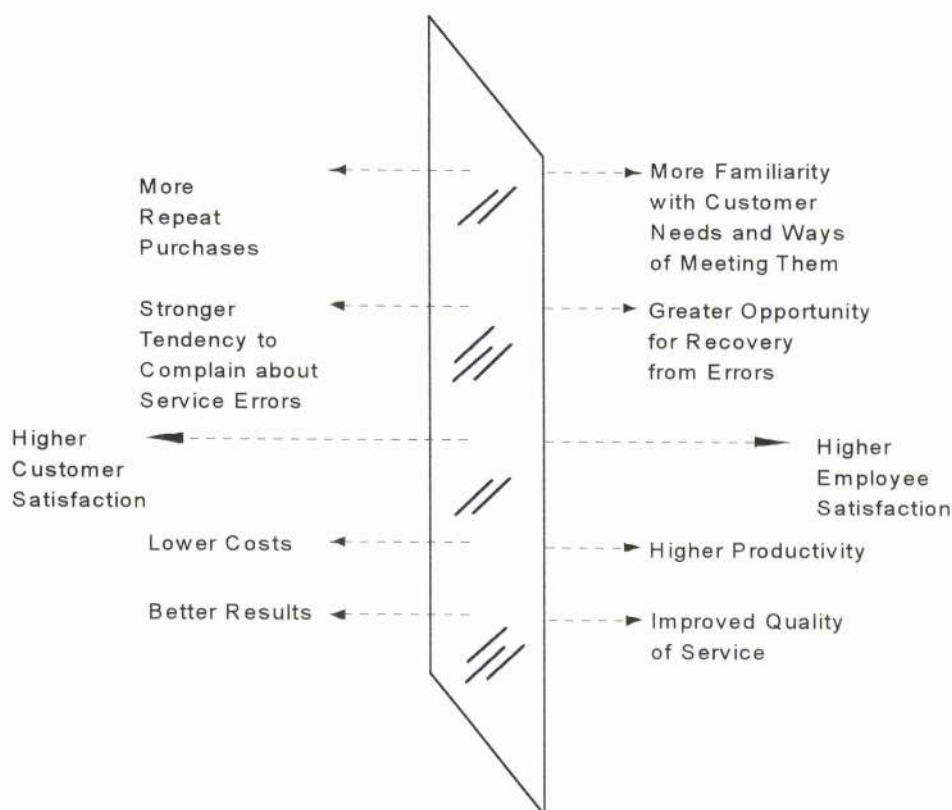 More
Repeat
Purchases
More Familiarity
with Customer
Needs and Ways
of Meeting Them
Stronger
Tendency to
Complain about
Service Errors
Greater Opportunity
for Recovery
from Errors
Higher
Customer
Satisfaction
Higher
Employee
Satisfaction
Lower Costs
Higher Productivity
Better Results
Improved Quality
of Service